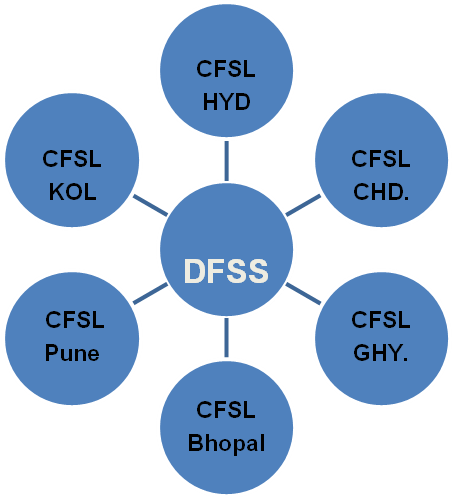 CFSL
HYD
CFSL
KOL
CFSL
CHD.
DFSS
CFSL
Pune
CFSL
GHY.
CFSL
Bhopal